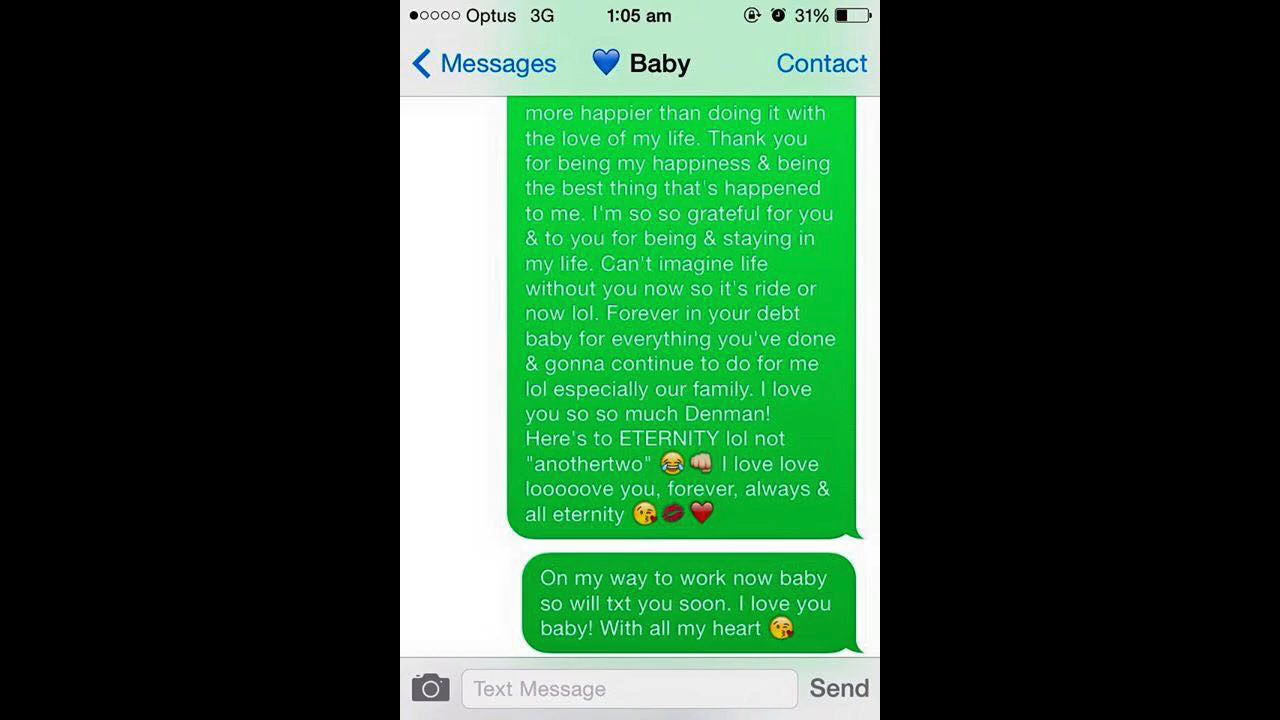 Optus 3G 1:05 am 31%
Messages 💙 Baby Contact
more happier than doing it with
the love of my life. Thank you
for being my happiness & being
the best thing that's happened
to me. I'm so so grateful for you
& to you for being & staying in
my life. Can't imagine life
without you now so it's ride or
now lol. Forever in your debt
baby for everything you've done
& gonna continue to do for me
lol especially our family. I love
you so so much Denman!
Here's to ETERNITY lol not
"anothertwo" 😂👊 I love love
looooove you, forever, always &
all eternity 😘💋❤️
On my way to work now baby
so will txt you soon. I love you
baby! With all my heart 😘
Text Message Send